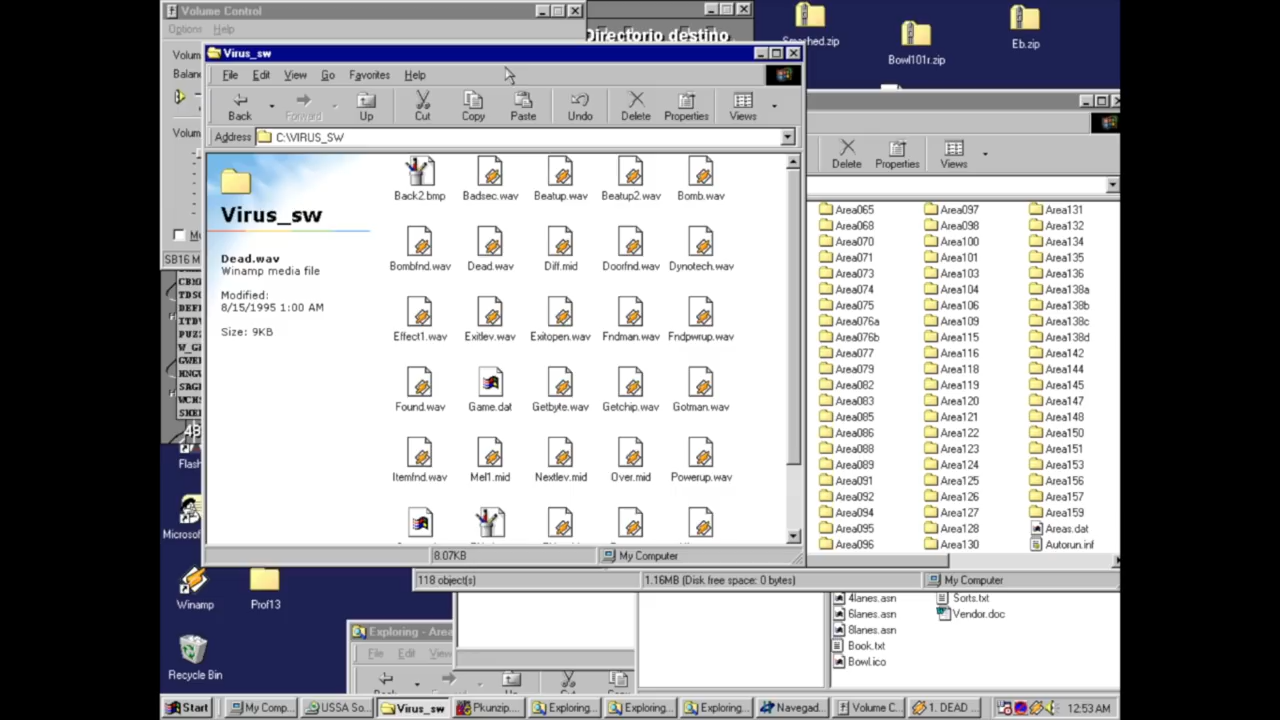 Volume Control
Options Help
Directorio destino
Smashed.zip
Bowl101r.zip
Eb.zip
Virus_sw
File Edit View Go Favorites Help
Back Forward Up Cut Copy Paste Undo Delete Properties Views
Address C:\VIRUS_SW
Virus_sw
Dead.wav
Winamp media file
Modified:
8/15/1995 1:00 AM
Size: 9KB
Back2.bmp Badsec.wav Beatup.wav Beatup2.wav Bomb.wav
Bombfnd.wav Dead.wav Diff.mid Doorfnd.wav Dynotech.wav
Effect1.wav Exitlev.wav Exitopen.wav Fndman.wav Fndpwrup.wav
Found.wav Game.dat Getbyte.wav Getchip.wav Gotman.wav
Itemfnd.wav Mel1.mid Nextlev.mid Over.mid Powerup.wav
8.07KB My Computer
Delete Properties Views
Area065 Area097 Area131
Area068 Area098 Area132
Area070 Area100 Area134
Area071 Area101 Area135
Area073 Area103 Area136
Area074 Area104 Area138a
Area075 Area106 Area138b
Area076a Area109 Area138c
Area076b Area115 Area138d
Area077 Area116 Area142
Area079 Area118 Area144
Area082 Area119 Area145
Area083 Area120 Area147
Area085 Area121 Area148
Area086 Area122 Area150
Area088 Area123 Area151
Area089 Area124 Area153
Area091 Area125 Area156
Area092 Area126 Area157
Area094 Area127 Area159
Area095 Area128 Areas.dat
Area096 Area130 Autorun.inf
118 object(s) 1.16MB (Disk free space: 0 bytes) My Computer
4lanes.asn Sorts.txt
6lanes.asn Vendor.doc
8lanes.asn
Book.txt
Bowl.ico
Volum
Balanc
Volum
SB16 M
Flash
Microsof
Winamp Prof13
Recycle Bin
Exploring - Area
File Edit View
Start My Comp... USSA So... Virus_sw Pkunzip... Exploring... Exploring... Exploring... Navegad... Volume C... 1. DEAD ... 12:53 AM